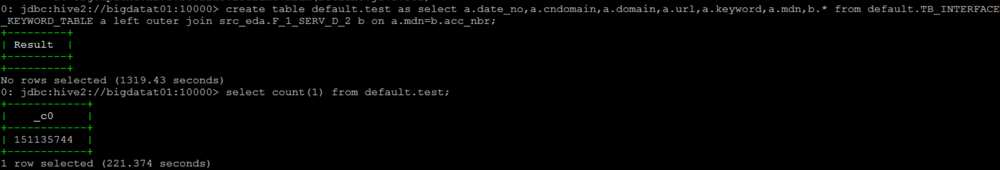 0: jdbc:hive2://bigdatat01:10000> create table default.test as select a.date_no,a.cndomain,a.domain,a.url,a.keyword,a.mdn,b.* from default.TB_INTERFACE
_KEYWORD_TABLE a left outer join src_eda.F_1_SERV_D_2 b on a.mdn=b.acc_nbr;
+---------+
| Result |
+---------+
+---------+
No rows selected (1319.43 seconds)
0: jdbc:hive2://bigdatat01:10000> select count(1) from default.test;
+------------+
| _c0 |
+------------+
| 151135744 |
+------------+
1 row selected (221.374 seconds)